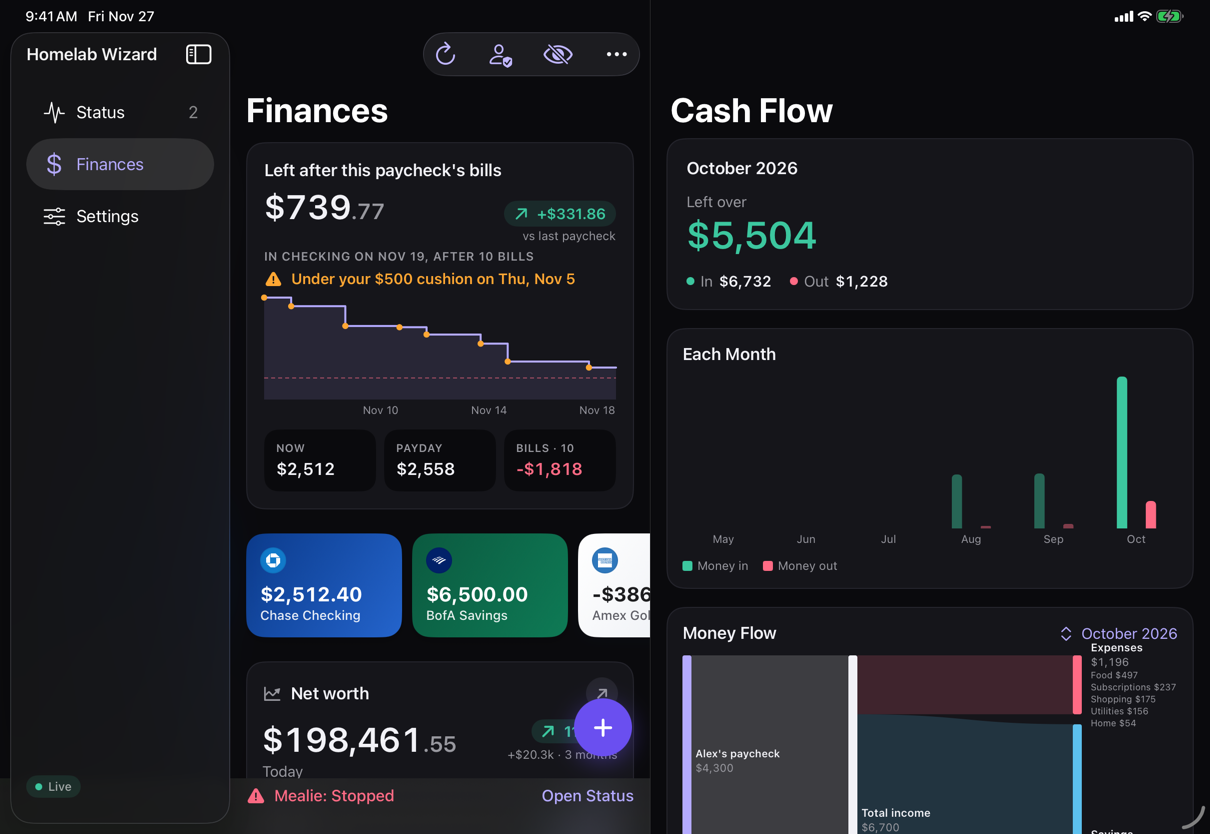 9:41 AM Fri Nov 27
Homelab Wizard
Status 2
Finances
Settings
Live
Finances
Left after this paycheck's bills
$739.77
+$331.86
vs last paycheck
IN CHECKING ON NOV 19, AFTER 10 BILLS
Under your $500 cushion on Thu, Nov 5
Nov 10 Nov 14 Nov 18
NOW
$2,512
PAYDAY
$2,558
BILLS · 10
-$1,818
$2,512.40
Chase Checking
$6,500.00
BofA Savings
-$386
Amex Gol
Net worth
$198,461.55
Today
+$20.3k · 3 months
Mealie: Stopped
Open Status
Cash Flow
October 2026
Left over
$5,504
In $6,732 Out $1,228
Each Month
May Jun Jul Aug Sep Oct
Money in Money out
Money Flow
October 2026
Alex's paycheck
$4,300
Total income
$6,700
Expenses
$1,196
Food $497
Subscriptions $237
Shopping $175
Utilities $156
Home $54
Savings